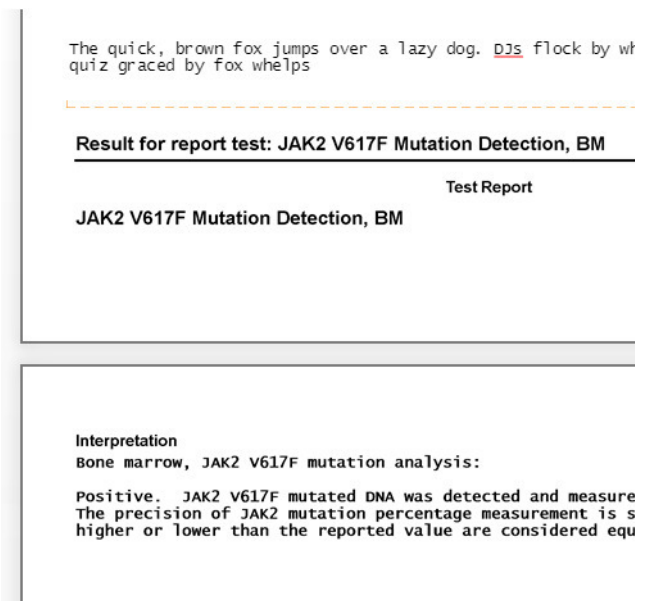 The quick, brown fox jumps over a lazy dog. DJs flock by
quiz graced by fox whelps
Result for report test: JAK2 V617F Mutation Detection, BM
Test Report
JAK2 V617F Mutation Detection, BM
Interpretation
Bone marrow, JAK2 V617F mutation analysis:
Positive.  JAK2 V617F mutated DNA was detected and
The precision of JAK2 mutation percentage measurement is
higher or lower than the reported value are considered